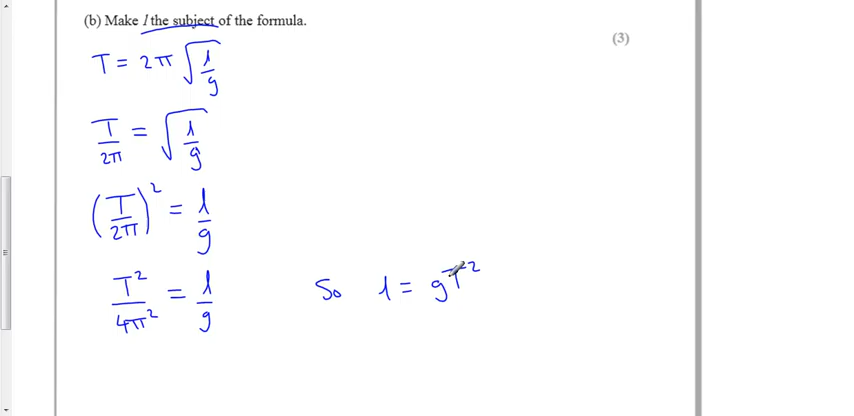 (b) Make l the subject of the formula.
(3)
T = 2π √(l/g)
T/2π = √(l/g)
(T/2π)² = l/g
T²/4π² = l/g So l = gT²